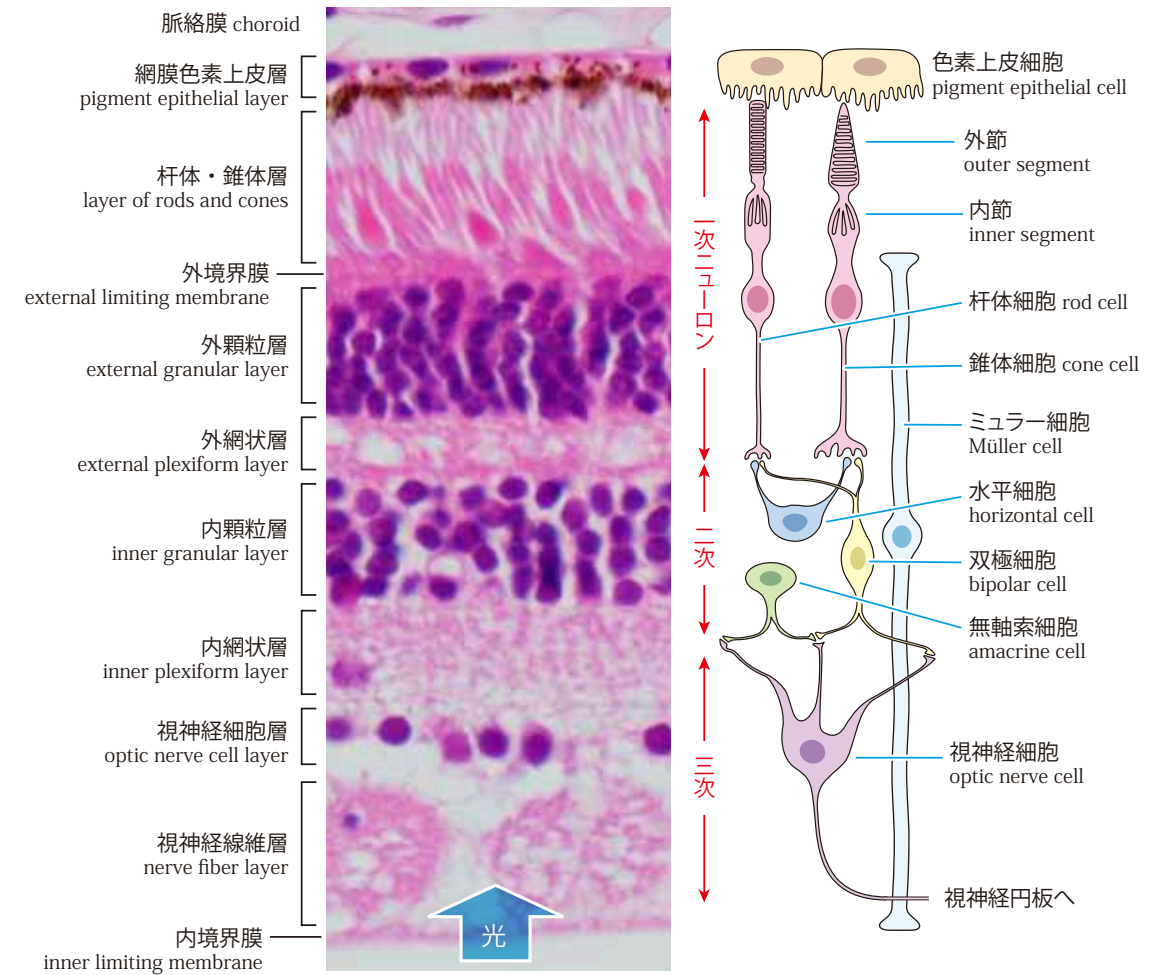 脈絡膜 choroid
網膜色素上皮層
pigment epithelial layer
杆体・錐体層
layer of rods and cones
外境界膜
external limiting membrane
外顆粒層
external granular layer
外網状層
external plexiform layer
内顆粒層
inner granular layer
内網状層
inner plexiform layer
視神経細胞層
optic nerve cell layer
視神経線維層
nerve fiber layer
内境界膜
inner limiting membrane
光
一次ニューロン
二次
三次
色素上皮細胞
pigment epithelial cell
外節
outer segment
内節
inner segment
杆体細胞 rod cell
錐体細胞 cone cell
ミュラー細胞
Müller cell
水平細胞
horizontal cell
双極細胞
bipolar cell
無軸索細胞
amacrine cell
視神経細胞
optic nerve cell
視神経円板へ